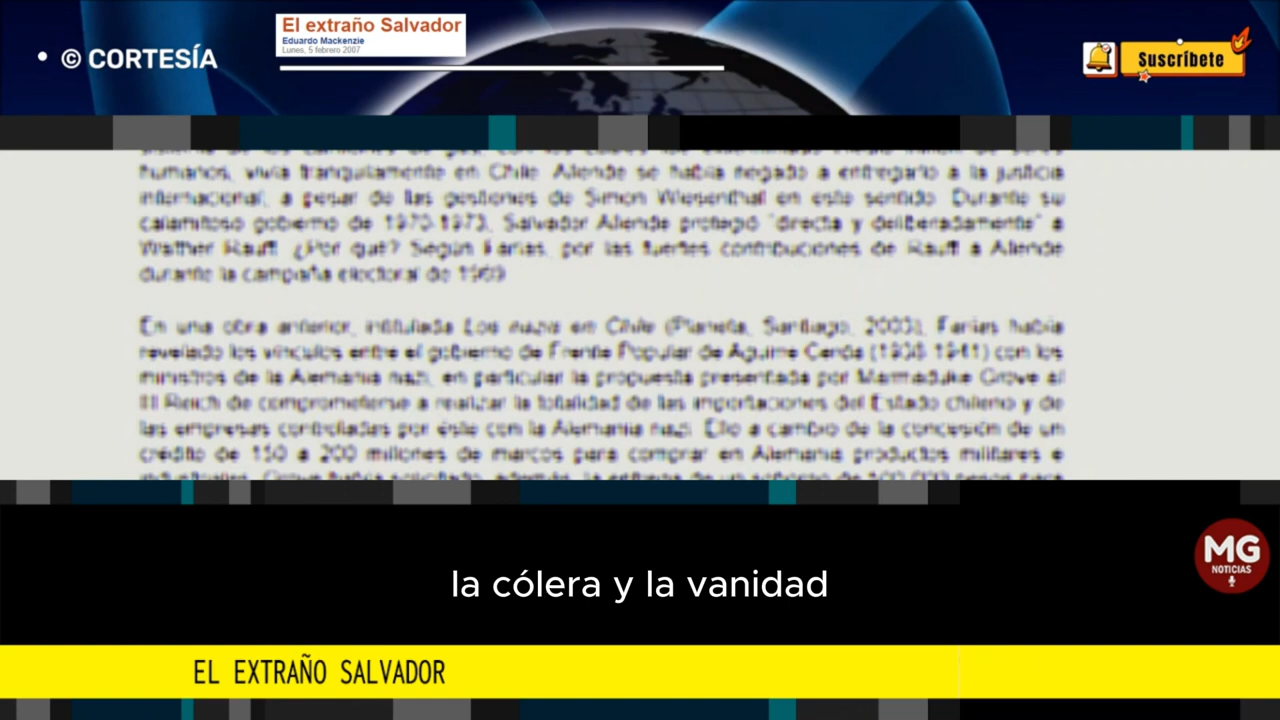 © CORTESÍA
El extraño Salvador
Eduardo Mackenzie
Lunes, 5 febrero 2007
Suscríbete
humanos, vivía tranquilamente en Chile. Allende se había negado a entregarlo a la justicia
internacional, a pesar de las gestiones de Simon Wiesenthal en este sentido. Durante su
calamitoso gobierno de 1970-1973, Salvador Allende protegió "directa y deliberadamente" a
Walther Rauff. ¿Por qué? Según Farías, por las fuertes contribuciones de Rauff a Allende
durante la campaña electoral de 1969
En una obra anterior, intitulada Los nazis en Chile (Planeta, Santiago, 2003), Farías había
revelado los vínculos entre el gobierno de Frente Popular de Aguirre Cerda (1938-1941) con los
ministros de la Alemania nazi, en particular la propuesta presentada por Marmaduke Grove al
III Reich de comprometerse a realizar la totalidad de las importaciones del Estado chileno y de
las empresas controladas por éste con la Alemania nazi. Ello a cambio de la concesión de un
crédito de 150 a 200 millones de marcos para comprar en Alemania productos militares e
la cólera y la vanidad
MG
NOTICIAS
EL EXTRAÑO SALVADOR